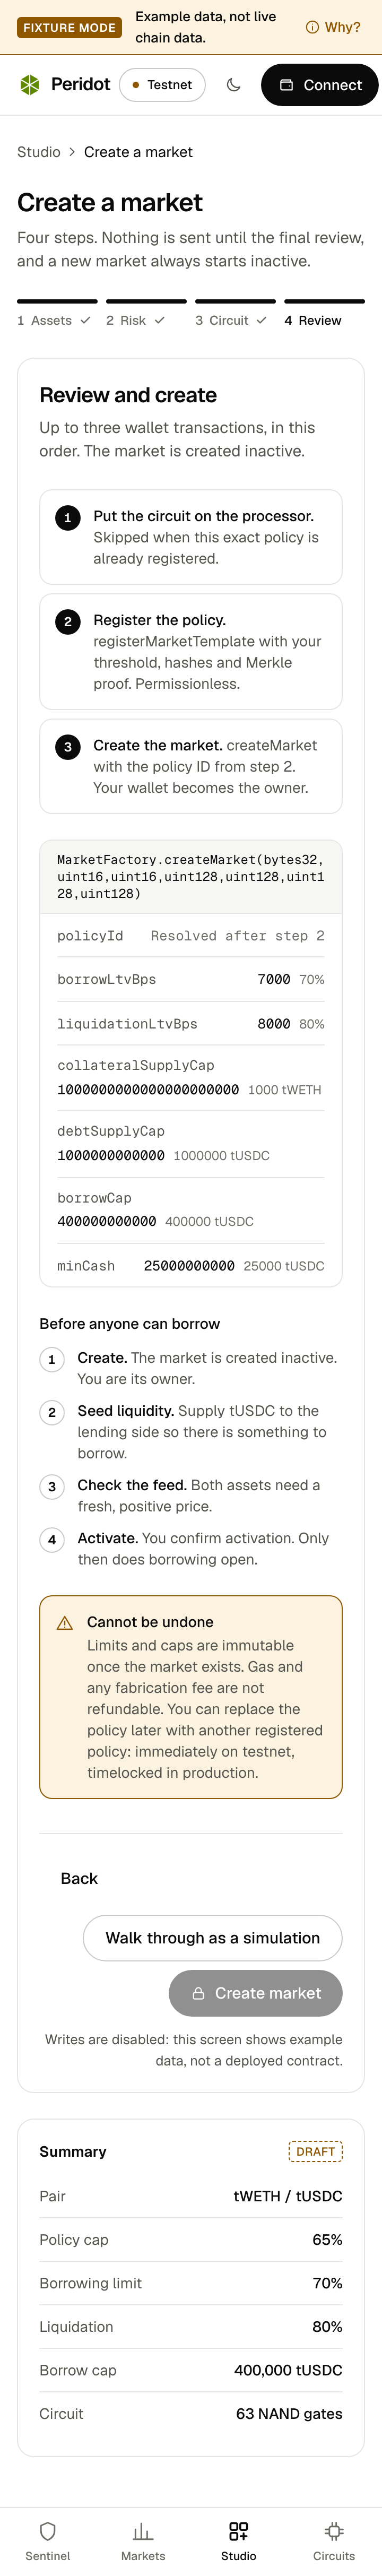 FIXTURE MODE
Example data, not live
chain data.
Why?
Peridot
Testnet
Connect
Studio > Create a market
Create a market
Four steps. Nothing is sent until the final review,
and a new market always starts inactive.
1 Assets ✓
2 Risk ✓
3 Circuit ✓
4 Review
Review and create
Up to three wallet transactions, in this
order. The market is created inactive.
1
Put the circuit on the processor.
Skipped when this exact policy is
already registered.
2
Register the policy.
registerMarketTemplate with your
threshold, hashes and Merkle
proof. Permissionless.
3
Create the market. createMarket
with the policy ID from step 2.
Your wallet becomes the owner.
MarketFactory.createMarket(bytes32,
uint16,uint16,uint128,uint128,uint1
28,uint128)
policyId Resolved after step 2
borrowLtvBps 7000 70%
liquidationLtvBps 8000 80%
collateralSupplyCap
1000000000000000000000 1000 tWETH
debtSupplyCap
1000000000000 1000000 tUSDC
borrowCap
400000000000 400000 tUSDC
minCash 25000000000 25000 tUSDC
Before anyone can borrow
1
Create. The market is created inactive.
You are its owner.
2
Seed liquidity. Supply tUSDC to the
lending side so there is something to
borrow.
3
Check the feed. Both assets need a
fresh, positive price.
4
Activate. You confirm activation. Only
then does borrowing open.
Cannot be undone
Limits and caps are immutable
once the market exists. Gas and
any fabrication fee are not
refundable. You can replace the
policy later with another registered
policy: immediately on testnet,
timelocked in production.
Back
Walk through as a simulation
Create market
Writes are disabled: this screen shows example
data, not a deployed contract.
Summary
DRAFT
Pair tWETH / tUSDC
Policy cap 65%
Borrowing limit 70%
Liquidation 80%
Borrow cap 400,000 tUSDC
Circuit 63 NAND gates
Sentinel
Markets
Studio
Circuits